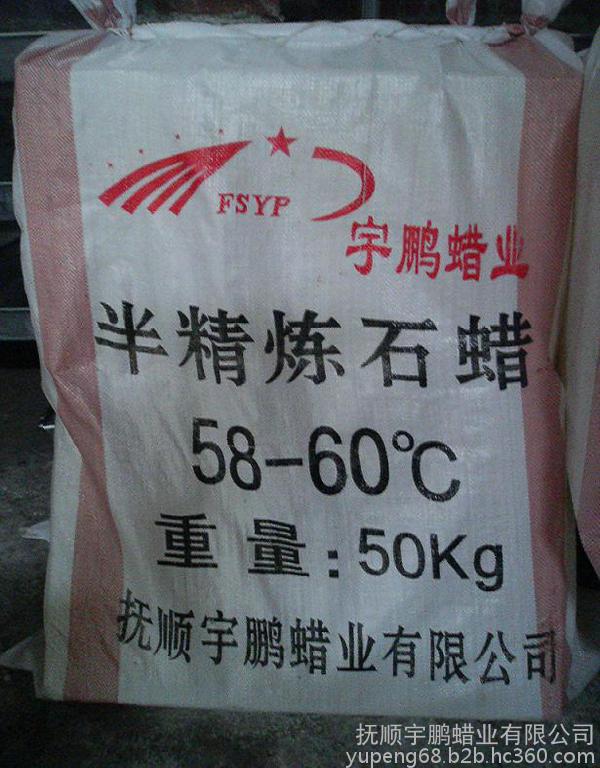 FSYP
宇鹏蜡业
半精炼石蜡
58-60℃
重量:50Kg
抚顺宇鹏蜡业有限公司
抚顺宇鹏蜡业有限公司
yupeng68.b2b.hc360.com